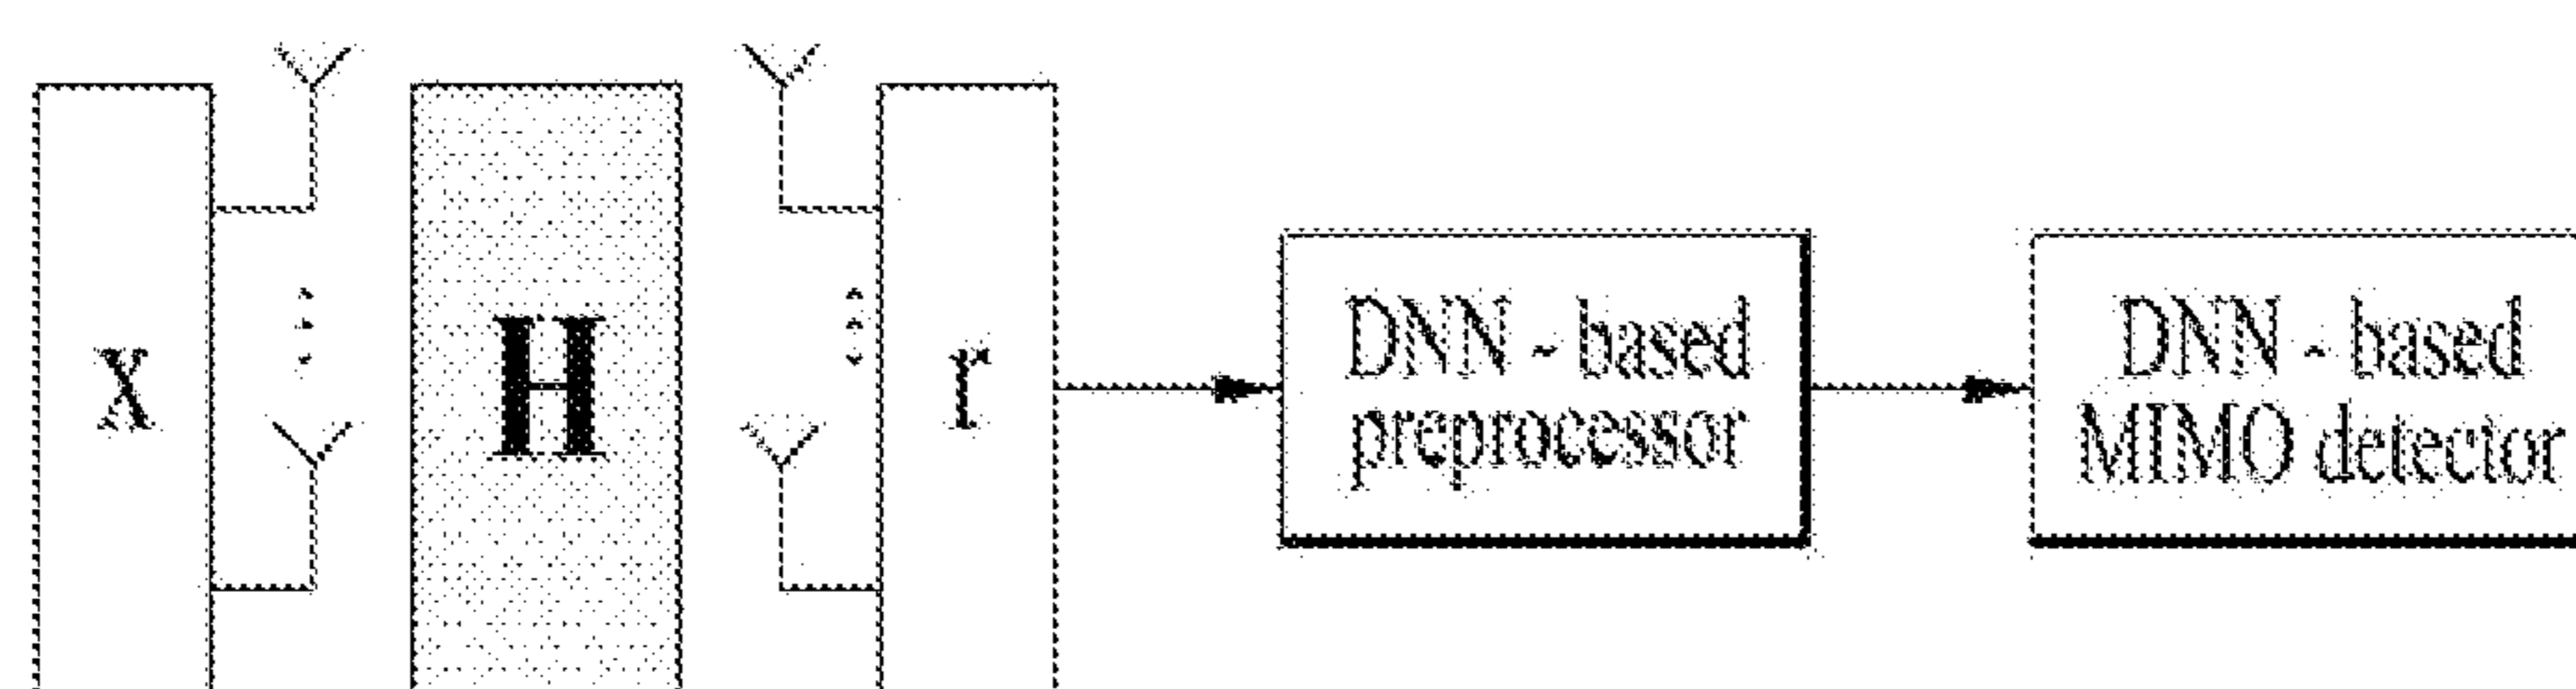 x
H
r
DNN - based
preprocessor
DNN - based
MIMO detector